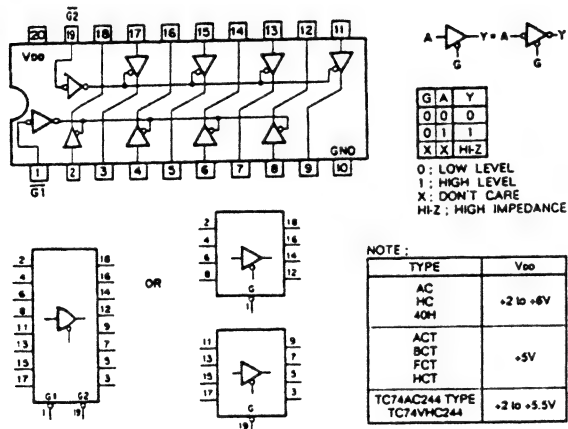 G2
20 19 18 17 16 15 14 13 12 11
VDD
GND
1 2 3 4 5 6 7 8 9 10
G1
A Y = A Y
G G
G A Y
0 0 0
0 1 1
X X HI-Z
0 ; LOW LEVEL
1 ; HIGH LEVEL
X ; DON'T CARE
HI-Z ; HIGH IMPEDANCE
2 18
4 16
6 14
8 12
11 9
13 7
15 5
17 3
G1 G2
1 19
OR
2 18
4 16
6 14
8 12
G
1
11 9
13 7
15 5
17 3
G
19
NOTE ;
TYPE VDD
AC
HC
40H
+2 to +6V
ACT
BCT
FCT
HCT
+5V
TC74AC244 TYPE
TC74VHC244
+2 to +5.5V